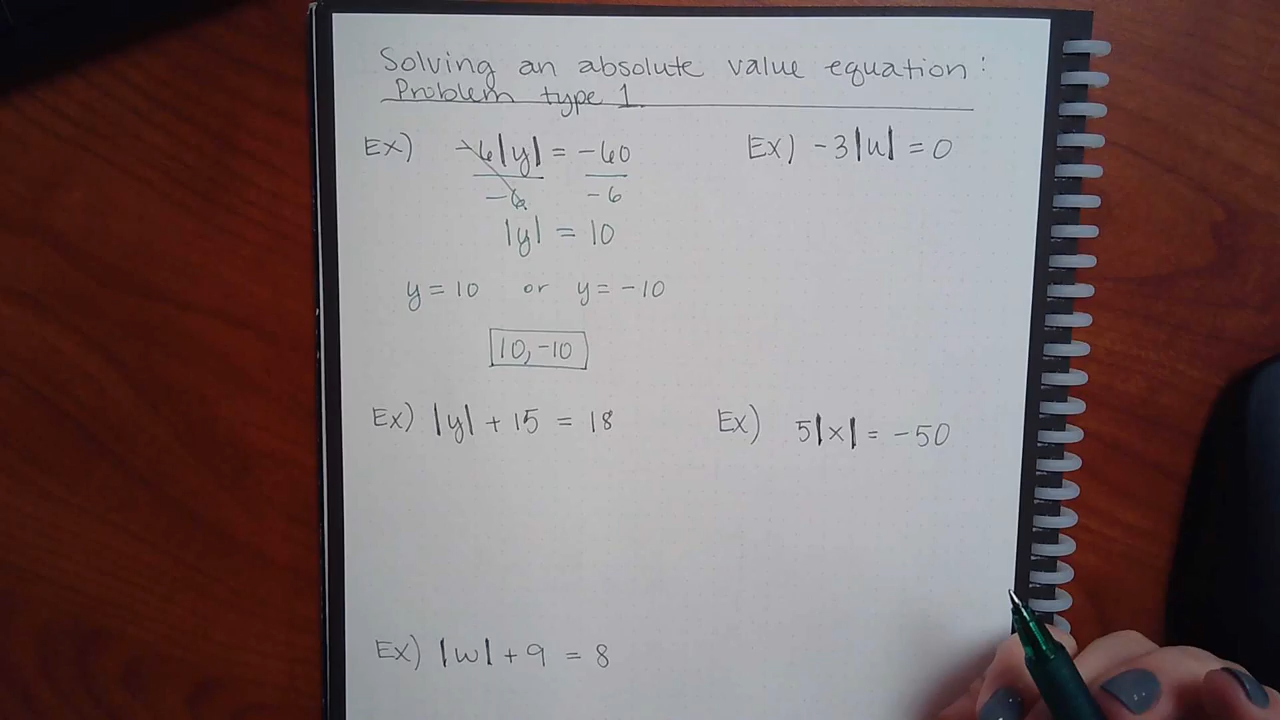 Solving an absolute value equation:
Problem type 1
Ex) -6|y| = -60
-6 -6
|y| = 10
y = 10 or y = -10
10, -10
Ex) -3|u| = 0
Ex) |y| + 15 = 18
Ex) 5|x| = -50
Ex) |w| + 9 = 8